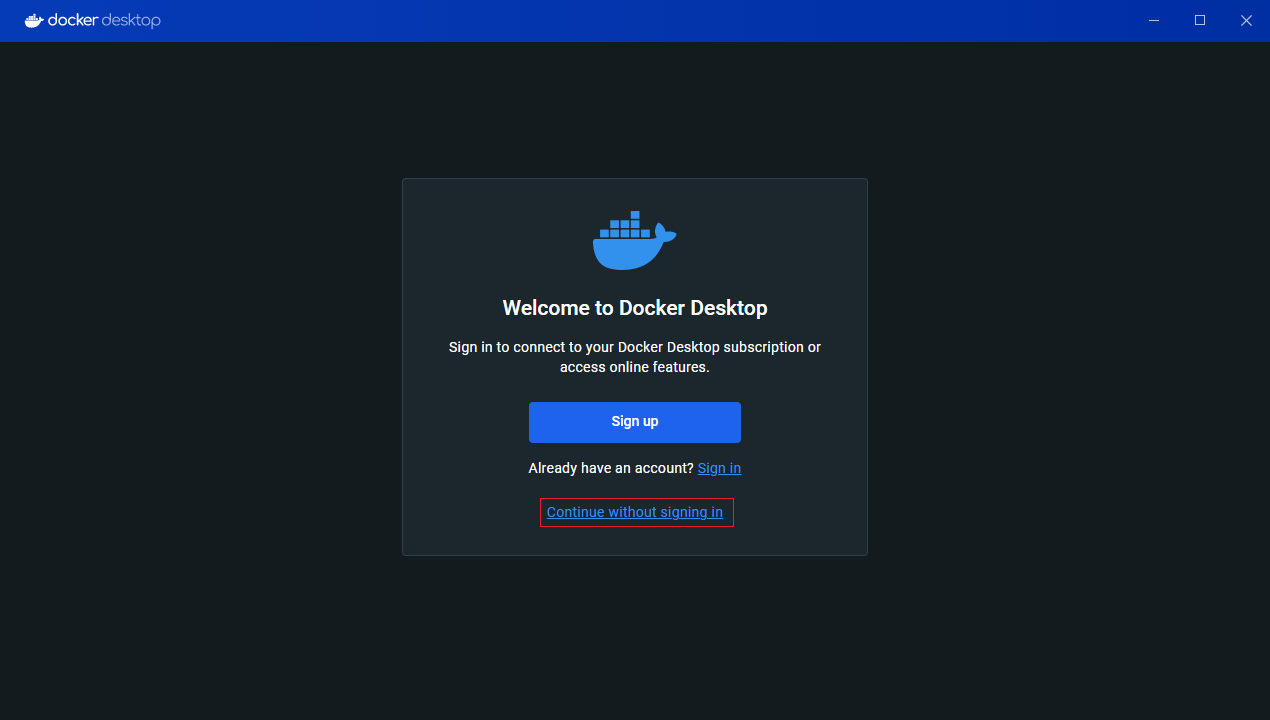 docker desktop
Welcome to Docker Desktop
Sign in to connect to your Docker Desktop subscription or
access online features.
Sign up
Already have an account? Sign in
Continue without signing in